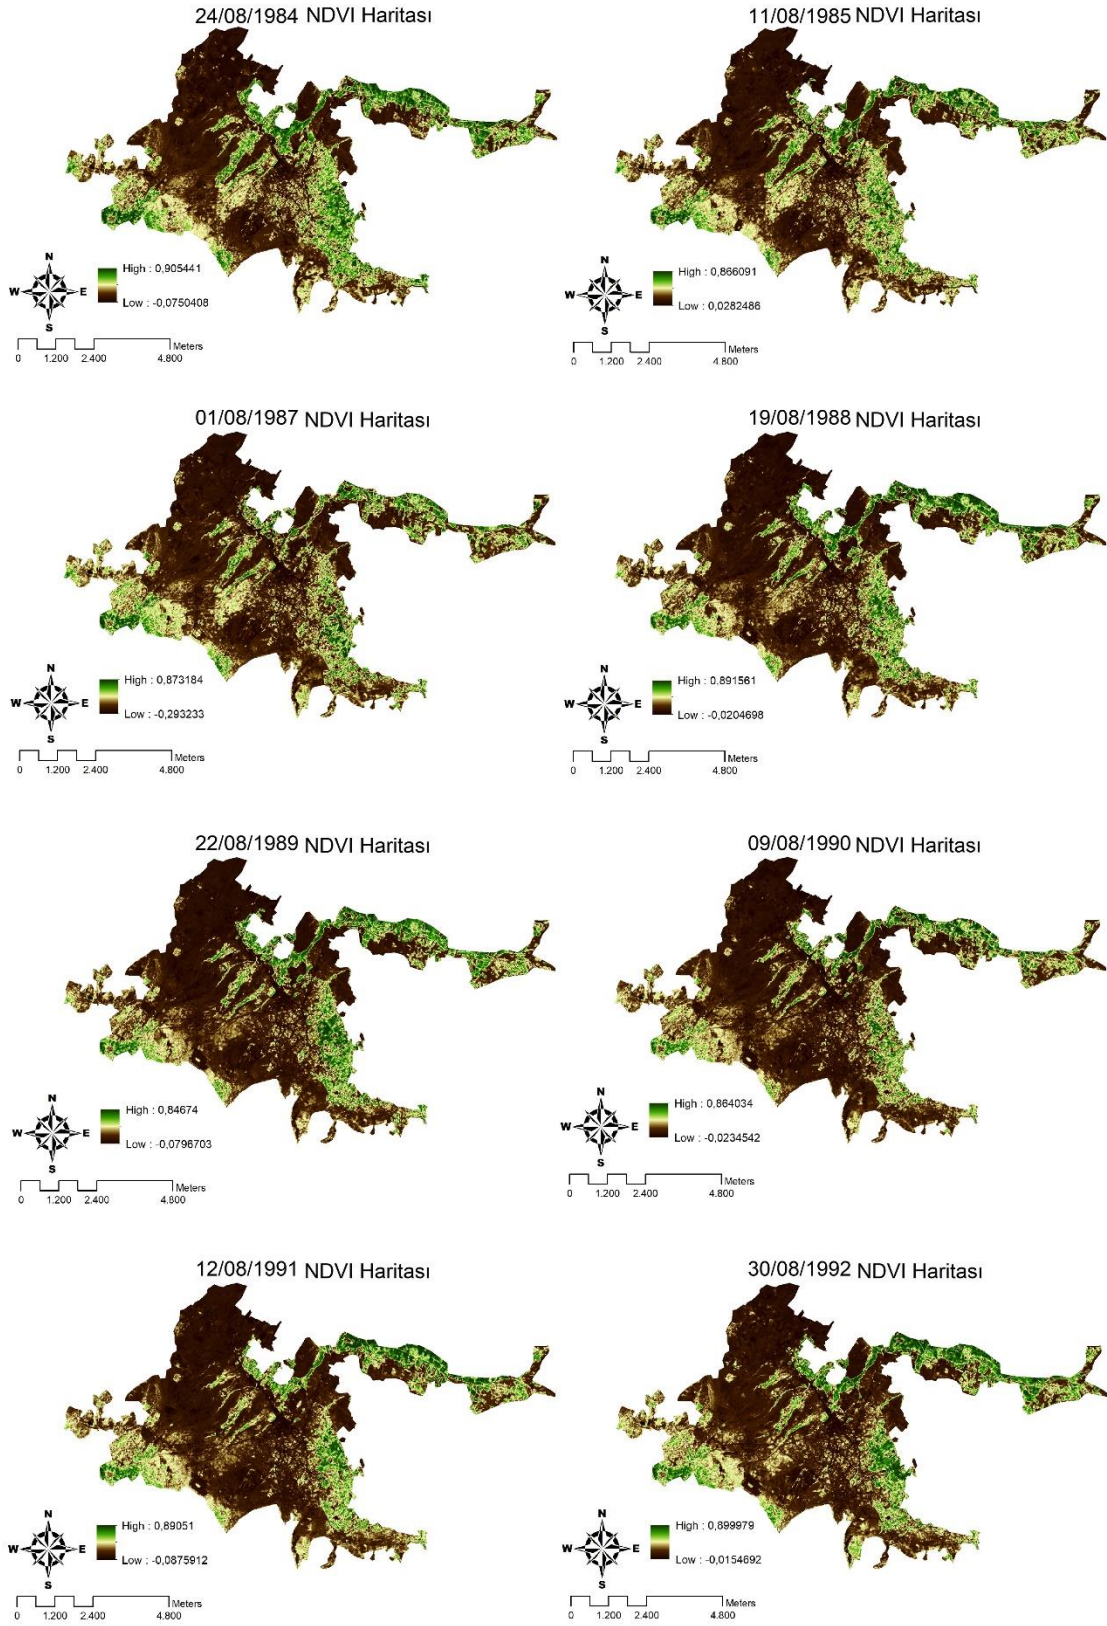 24/08/1984 NDVI Haritası
High : 0,905441
Low : -0,0750408
N
W E
S
Meters
0 1.200 2.400 4.800
11/08/1985 NDVI Haritası
High : 0,866091
Low : 0,0282486
N
W E
S
Meters
0 1.200 2.400 4.800
01/08/1987 NDVI Haritası
High : 0,873184
Low : -0,293233
N
W E
S
Meters
0 1.200 2.400 4.800
19/08/1988 NDVI Haritası
High : 0.891561
Low : -0,0204698
N
W E
S
Meters
0 1.200 2.400 4.800
22/08/1989 NDVI Haritası
High : 0,84674
Low : -0,0796703
N
W E
S
Meters
0 1.200 2.400 4.800
09/08/1990 NDVI Haritası
High : 0,864034
Low : -0,0234542
N
W E
S
Meters
0 1.200 2.400 4.800
12/08/1991 NDVI Haritası
High : 0,89051
Low : -0,0875912
N
W E
S
Meters
0 1.200 2.400 4.800
30/08/1992 NDVI Haritası
High : 0,899979
Low : -0,0154692
N
W E
S
Meters
0 1.200 2.400 4.800